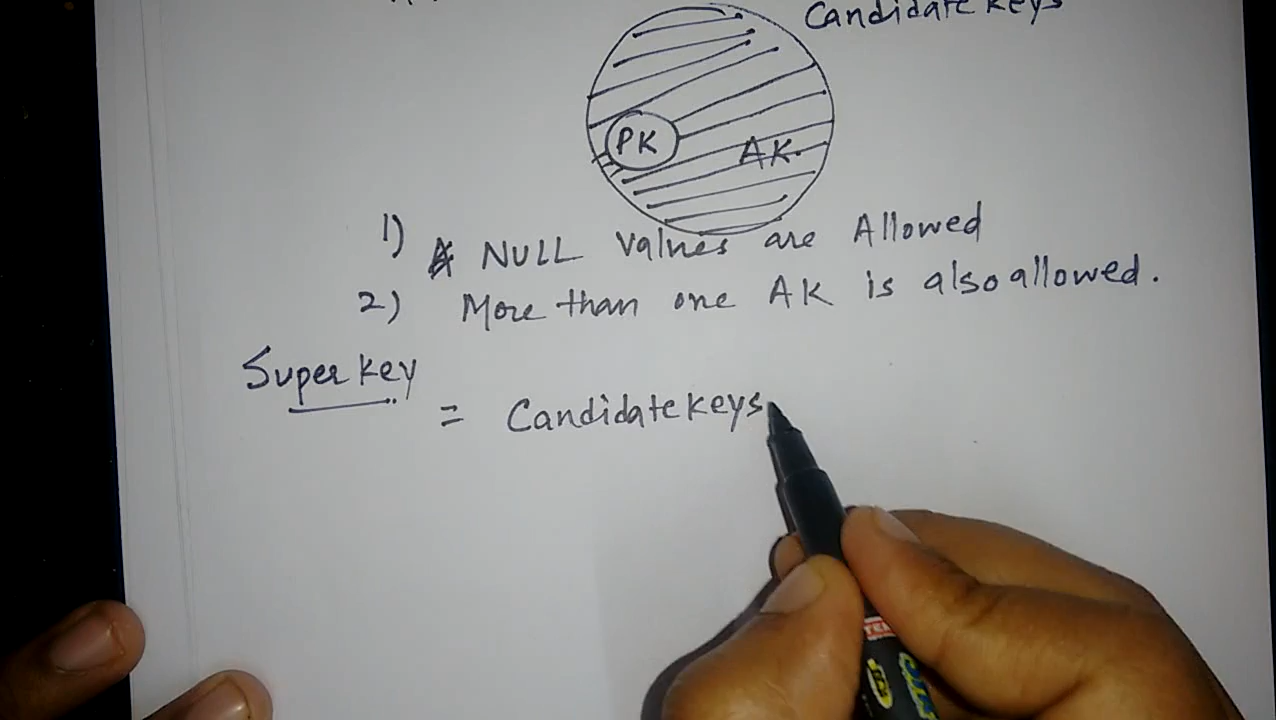 Candidate Keys
PK
AK.
1) NULL Values are Allowed
2) More than one AK is also allowed.
Super key
= Candidate keys